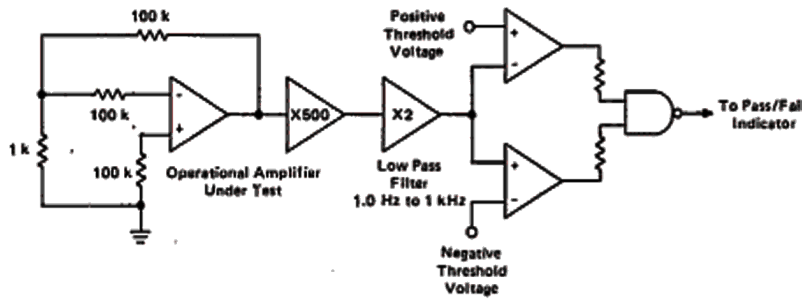 100 k
100 k
1 k
100 k
-
+
Operational Amplifier
Under Test
X500
X2
Low Pass
Filter
1.0 Hz to 1 kHz
Positive
Threshold
Voltage
+
-
+
-
Negative
Threshold
Voltage
To Pass/Fail
Indicator